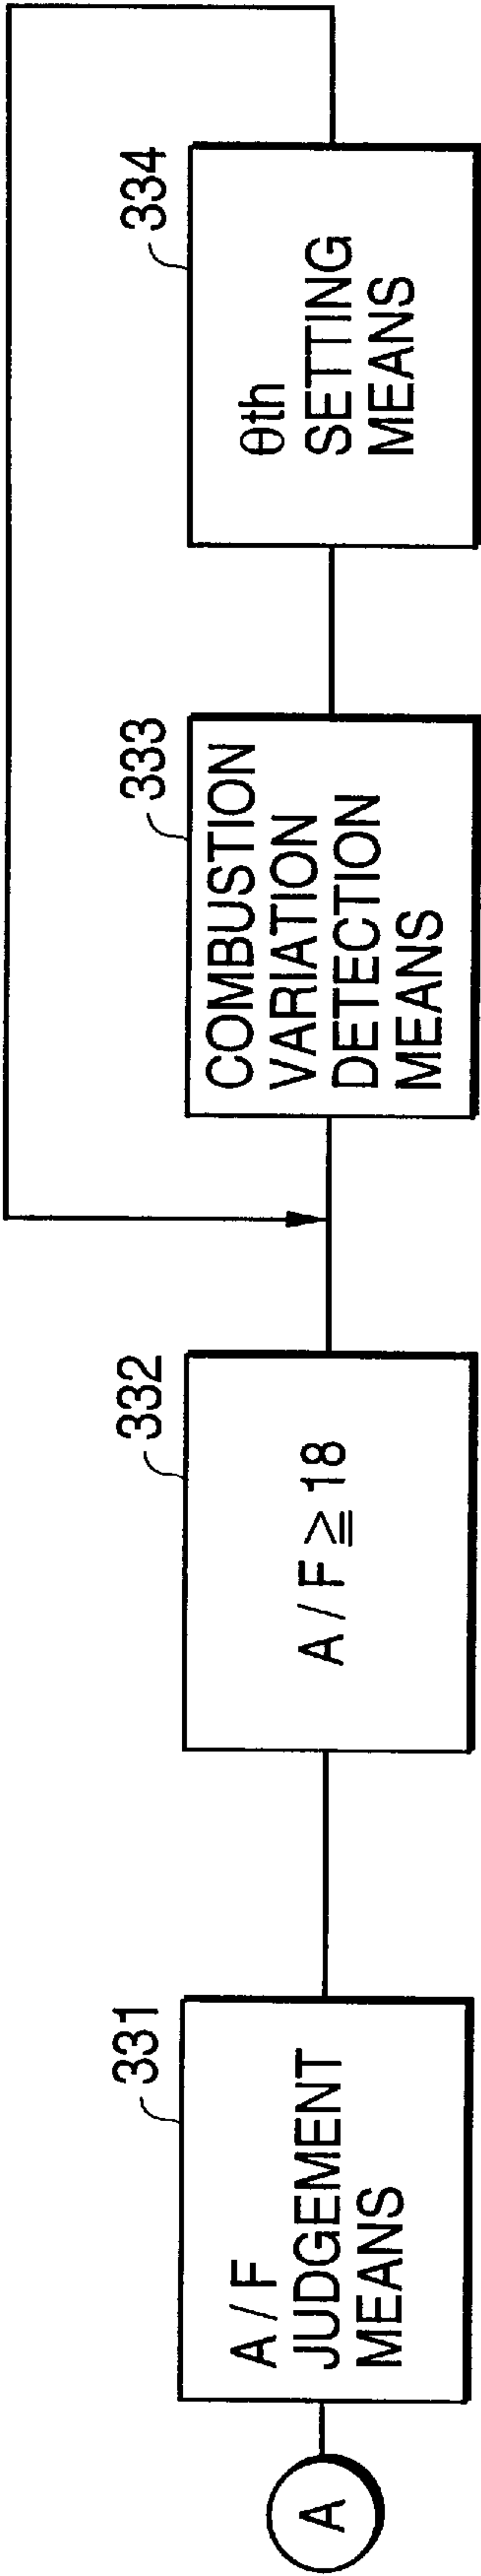 A
331
A / F
JUDGEMENT
MEANS
332
A / F ≧ 18
333
COMBUSTION
VARIATION
DETECTION
MEANS
334
θth
SETTING
MEANS